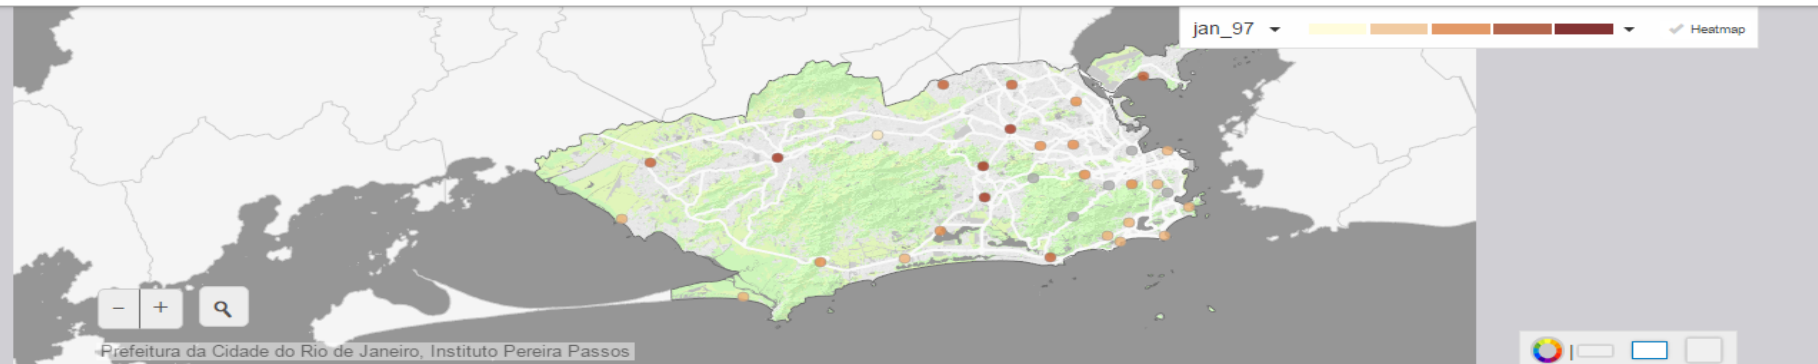 jan_97
Heatmap
Prefeitura da Cidade do Rio de Janeiro, Instituto Pereira Passos